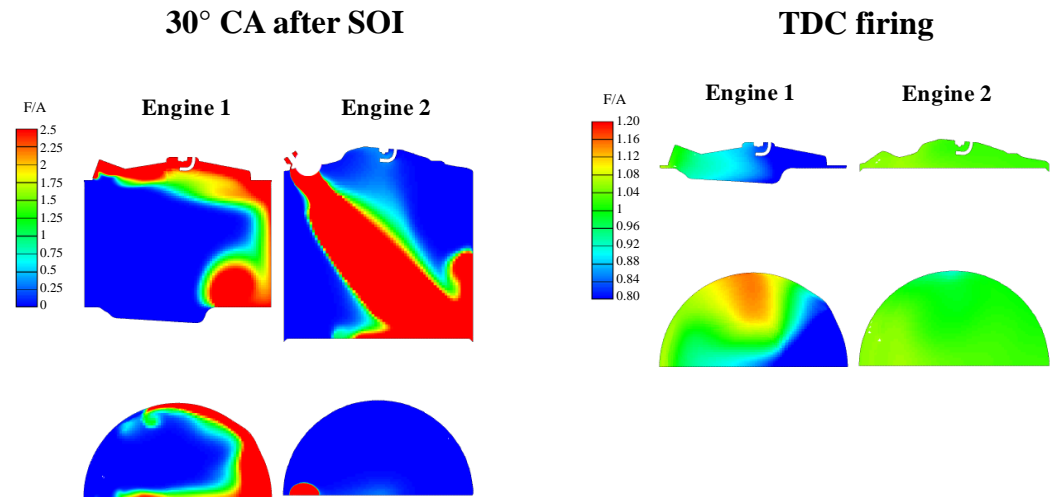 30° CA after SOI
TDC firing
F/A
Engine 1
Engine 2
2.5
2.25
2
1.75
1.5
1.25
1
0.75
0.5
0.25
0
F/A
Engine 1
Engine 2
1.20
1.16
1.12
1.08
1.04
1
0.96
0.92
0.88
0.84
0.80